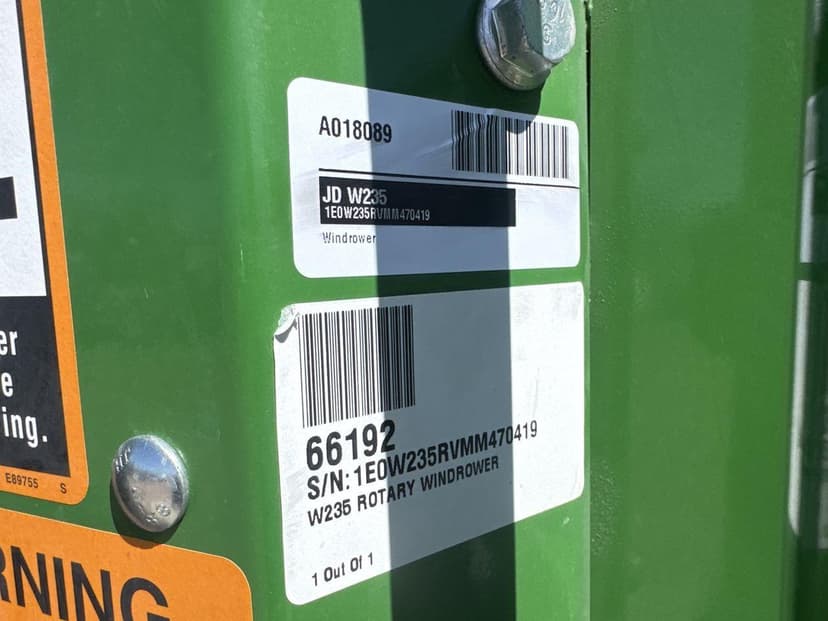 A018089
JD W235
1E0W235RVMM470419
Windrower
66192
S/N: 1E0W235RVMM470419
W235 ROTARY WINDROWER
1 Out Of 1
er
e
ing.
E89755 S
RNING